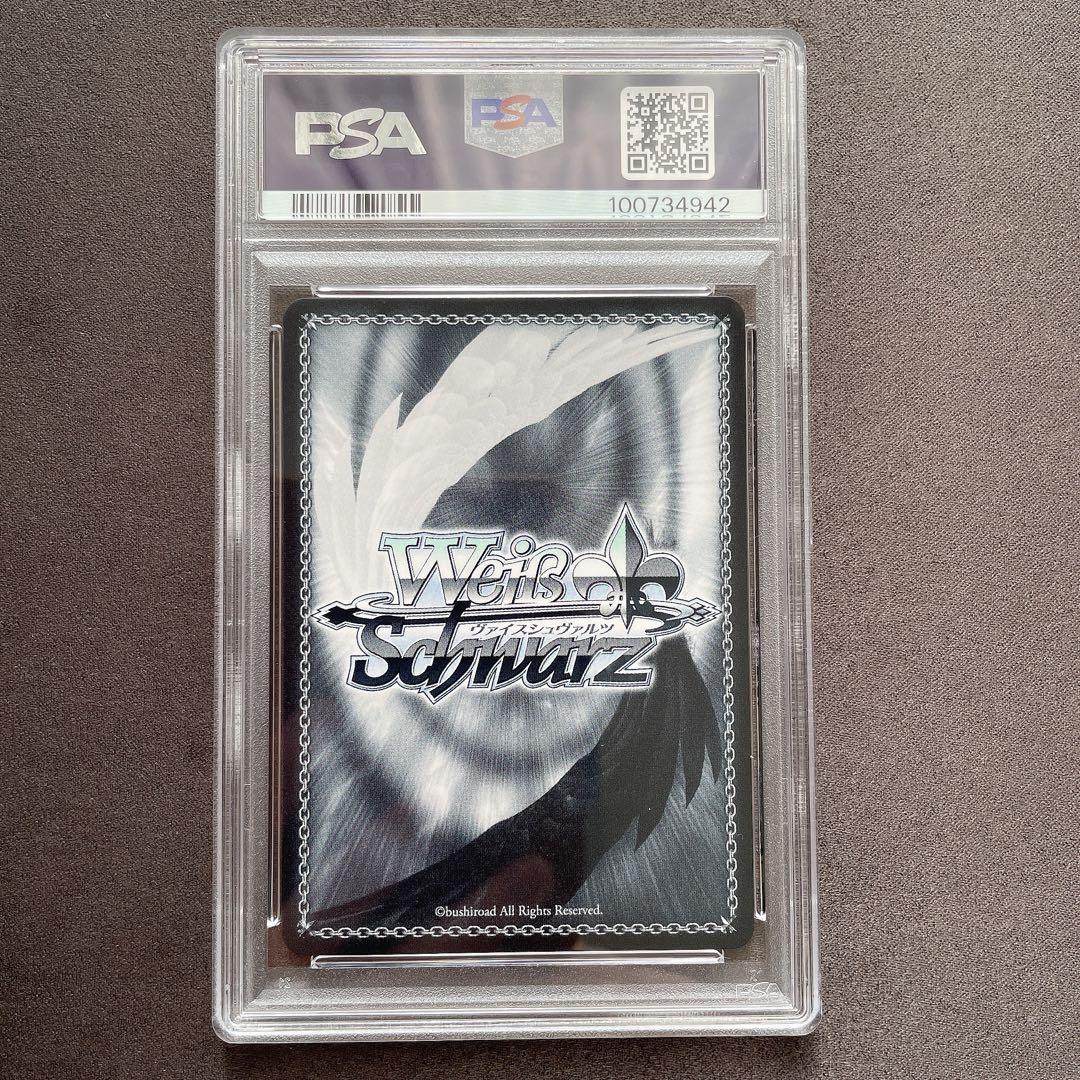 PSA
PSA
100734942
Weiß
ヴァイスシュヴァルツ
Schwarz
©bushiroad All Rights Reserved.
PSA